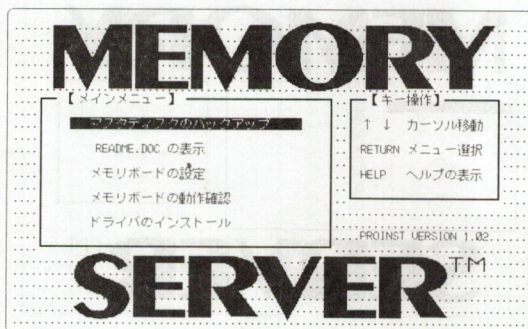 MEMORY
【メインメニュー】
マスタディスクのバックアップ
README.DOC の表示
メモリボードの設定
メモリボードの動作確認
ドライバのインストール
【キー操作】
↑ ↓ カーソル移動
RETURN メニュー選択
HELP ヘルプの表示
PROINST VERSION 1.02
SERVER™